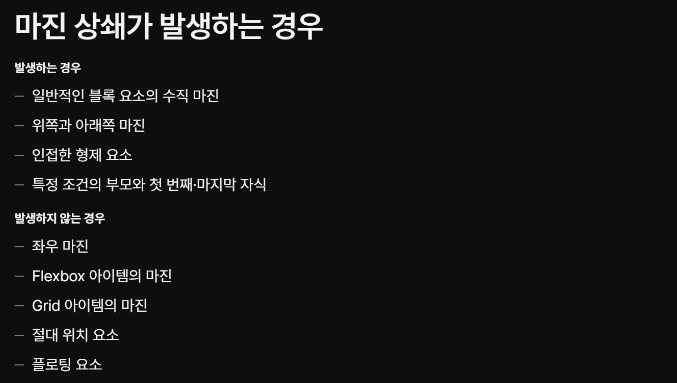 마진 상쇄가 발생하는 경우
발생하는 경우
— 일반적인 블록 요소의 수직 마진
— 위쪽과 아래쪽 마진
— 인접한 형제 요소
— 특정 조건의 부모와 첫 번째·마지막 자식
발생하지 않는 경우
— 좌우 마진
— Flexbox 아이템의 마진
— Grid 아이템의 마진
— 절대 위치 요소
— 플로팅 요소